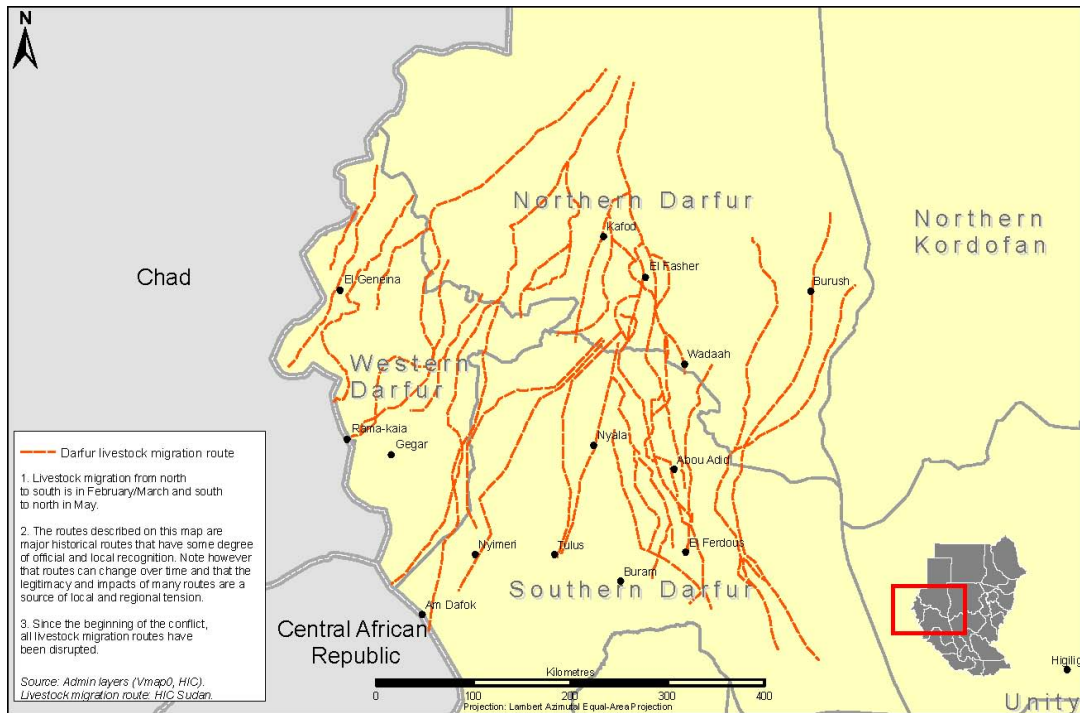 N
Northern Darfur
Kafod
Northern
Kordofan
El Fasher
Chad
El Geneina
Burush
Wadaah
Western
Darfur
Rama-kaia
Gegar
Nyala
Abou Adid
Nyimeri
Tulus
El Ferdous
Buram
Southern Darfur
Am Dafok
Central African
Republic
Higilig
Unity
Darfur livestock migration route
1. Livestock migration from north
to south is in February/March and south
to north in May.
2. The routes described on this map are
major historical routes that have some degree
of official and local recognition. Note however
that routes can change over time and that the
legitimacy and impacts of many routes are a
source of local and regional tension.
3. Since the beginning of the conflict,
all livestock migration routes have
been disrupted.
Source: Admin layers (Vmap0, HIC).
Livestock migration route: HIC Sudan.
Kilometres
0 100 200 300 400
Projection: Lambert Azimutal Equal-Area Projection